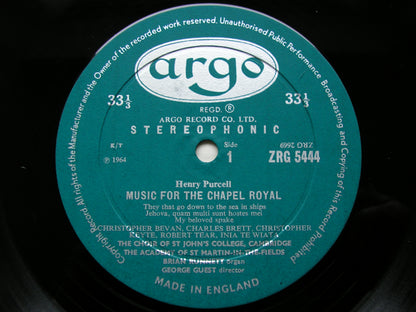 Copyright Record All rights of the Manufacturer and the Owner of the recorded work reserved. Unauthorised Public Performance Broadcasting and Copying of this Record Prohibited
argo
33 1/3
33 1/3
REGD. ®
ARGO RECORD CO. LTD.
STEREOPHONIC
K/T
Side
ZRG 5444
Ⓟ 1964
1
Henry Purcell
MUSIC FOR THE CHAPEL ROYAL
They that go down to the sea in ships
Jehova, quam multi sunt hostes mei
My beloved spake
CHRISTOPHER BEVAN, CHARLES BRETT, CHRISTOPHER
KEYTE, ROBERT TEAR, INIA TE WIATA
THE CHOIR OF ST JOHN'S COLLEGE, CAMBRIDGE
THE ACADEMY OF ST MARTIN-IN-THE-FIELDS
BRIAN RUNNETT organ
GEORGE GUEST director
MADE IN ENGLAND